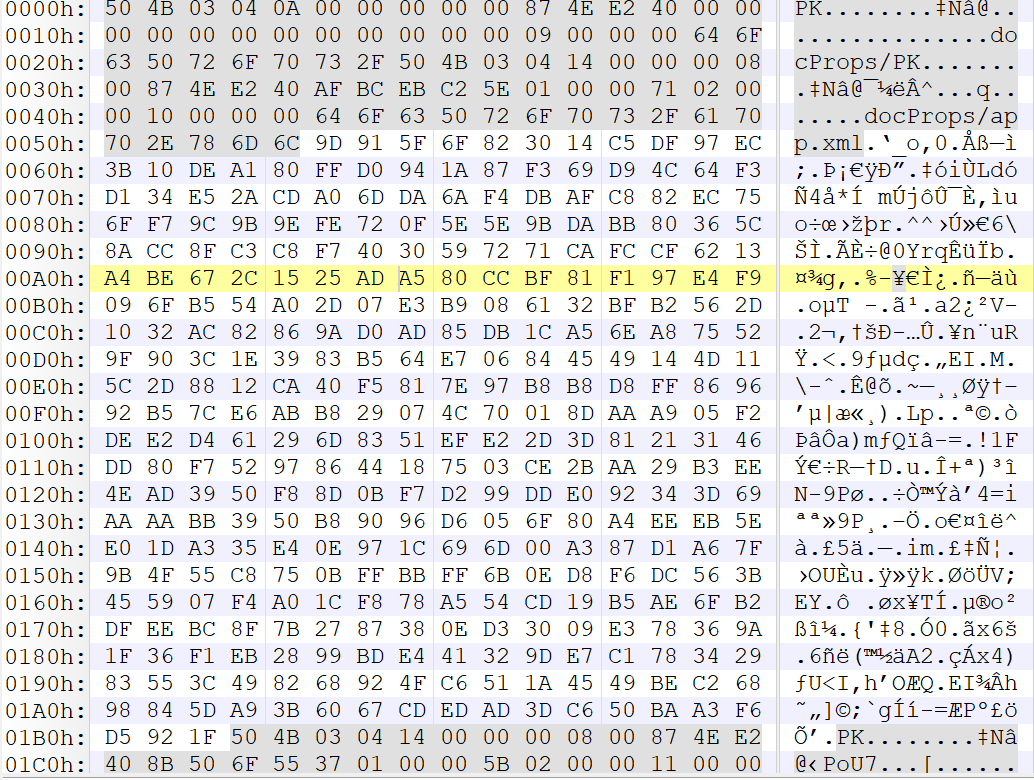 0000h: 50 4B 03 04 0A 00 00 00 00 00 87 4E E2 40 00 00 PK........‡Nâ@..
0010h: 00 00 00 00 00 00 00 00 00 00 09 00 00 00 64 6F ..............do
0020h: 63 50 72 6F 70 73 2F 50 4B 03 04 14 00 00 00 08 cProps/PK.......
0030h: 00 87 4E E2 40 AF BC EB C2 5E 01 00 00 71 02 00 .‡Nâ@¯¼ëÂ^...q..
0040h: 00 10 00 00 00 64 6F 63 50 72 6F 70 73 2F 61 70 .....docProps/ap
0050h: 70 2E 78 6D 6C 9D 91 5F 6F 82 30 14 C5 DF 97 EC p.xml.‘_o‚0.Åß—ì
0060h: 3B 10 DE A1 80 FF D0 94 1A 87 F3 69 D9 4C 64 F3 ;.Þ¡€ÿÐ”.‡óiÙLdó
0070h: D1 34 E5 2A CD A0 6D DA 6A F4 DB AF C8 82 EC 75 Ñ4å*Í mÚjôÛ¯È‚ìu
0080h: 6F F7 9C 9B 9E FE 72 0F 5E 5E 9B DA BB 80 36 5C o÷œ›žþr.^^›Ú»€6\
0090h: 8A CC 8F C3 C8 F7 40 30 59 72 71 CA FC CF 62 13 ŠÌ.ÃÈ÷@0YrqÊüÏb.
00A0h: A4 BE 67 2C 15 25 AD A5 80 CC BF 81 F1 97 E4 F9 ¤¾g,.%-¥€Ì¿.ñ—äù
00B0h: 09 6F B5 54 A0 2D 07 E3 B9 08 61 32 BF B2 56 2D .oµT -.ã¹.a2¿²V-
00C0h: 10 32 AC 82 86 9A D0 AD 85 DB 1C A5 6E A8 75 52 .2¬‚†šÐ-…Û.¥n¨uR
00D0h: 9F 90 3C 1E 39 83 B5 64 E7 06 84 45 49 14 4D 11 Ÿ.<.9ƒµdç.„EI.M.
00E0h: 5C 2D 88 12 CA 40 F5 81 7E 97 B8 B8 D8 FF 86 96 \-ˆ.Ê@õ.~—¸¸Øÿ†–
00F0h: 92 B5 7C E6 AB B8 29 07 4C 70 01 8D AA A9 05 F2 ’µ|æ«¸).Lp..ª©.ò
0100h: DE E2 D4 61 29 6D 83 51 EF E2 2D 3D 81 21 31 46 ÞâÔa)mƒQïâ-=.!1F
0110h: DD 80 F7 52 97 86 44 18 75 03 CE 2B AA 29 B3 EE Ý€÷R—†D.u.Î+ª)³î
0120h: 4E AD 39 50 F8 8D 0B F7 D2 99 DD E0 92 34 3D 69 N-9Pø..÷Ò™Ýà’4=i
0130h: AA AA BB 39 50 B8 90 96 D6 05 6F 80 A4 EE EB 5E ªª»9P¸.–Ö.o€¤îë^
0140h: E0 1D A3 35 E4 0E 97 1C 69 6D 00 A3 87 D1 A6 7F à.£5ä.—.im.£‡Ñ¦.
0150h: 9B 4F 55 C8 75 0B FF BB FF 6B 0E D8 F6 DC 56 3B ›OUÈu.ÿ»ÿk.ØöÜV;
0160h: 45 59 07 F4 A0 1C F8 78 A5 54 CD 19 B5 AE 6F B2 EY.ô .øx¥TÍ.µ®o²
0170h: DF EE BC 8F 7B 27 87 38 0E D3 30 09 E3 78 36 9A ßî¼.{'‡8.Ó0.ãx6š
0180h: 1F 36 F1 EB 28 99 BD E4 41 32 9D E7 C1 78 34 29 .6ñë(™½äA2.çÁx4)
0190h: 83 55 3C 49 82 68 92 4F C6 51 1A 45 49 BE C2 68 ƒU<I‚h’OÆQ.EI¾Âh
01A0h: 98 84 5D A9 3B 60 67 CD ED AD 3D C6 50 BA A3 F6 ˜„]©;`gÍí-=ÆPº£ö
01B0h: D5 92 1F 50 4B 03 04 14 00 00 00 08 00 87 4E E2 Õ’.PK........‡Nâ
01C0h: 40 8B 50 6F 55 37 01 00 00 5B 02 00 00 11 00 00 @‹PoU7...[......